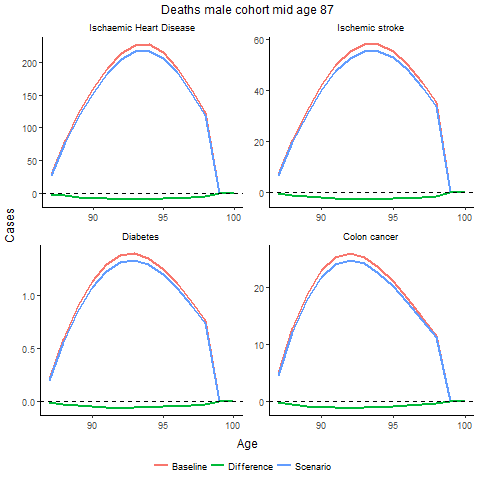 Deaths male cohort mid age 87
Ischaemic Heart Disease
Ischemic stroke
200
150
100
50
0
90
95
100
60
40
20
0
90
95
100
Cases
Diabetes
Colon cancer
1.0
0.5
0.0
90
95
100
20
10
0
90
95
100
Age
Baseline
Difference
Scenario